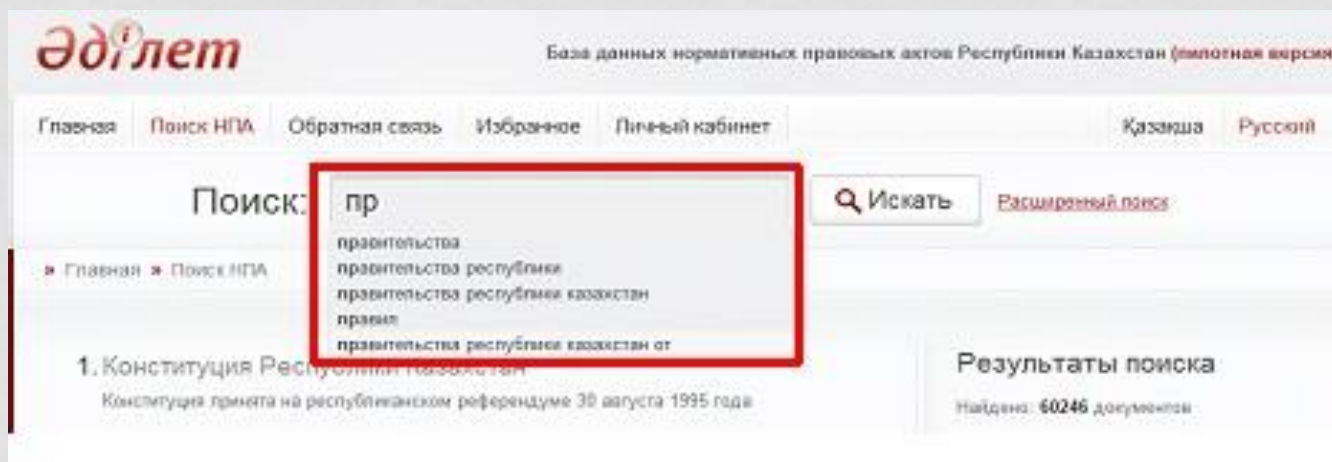 Әділет
База данных нормативных правовых актов Республики Казахстан (пилотная версия
Главная Поиск НПА Обратная связь Избранное Личный кабинет Қазақша Русский
Поиск: пр Искать Расширенный поиск
правительства
правительства республики
» Главная » Поиск НПА
правительства республики казахстан
правил
правительства республики казахстан от
1. Конституция Республики Казахстан
Результаты поиска
Конституция принята на республиканском референдуме 30 августа 1995 года
Найдено: 60246 документов